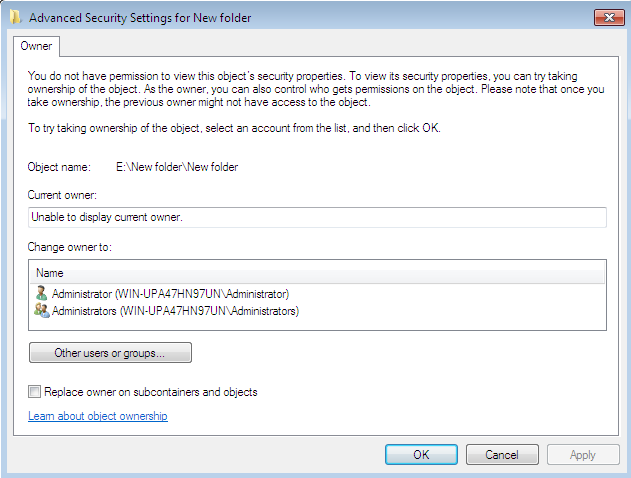 Advanced Security Settings for New folder
Owner
You do not have permission to view this object's security properties. To view its security properties, you can try taking
ownership of the object. As the owner, you can also control who gets permissions on the object. Please note that once you
take ownership, the previous owner might not have access to the object.
To try taking ownership of the object, select an account from the list, and then click OK.
Object name: E:\New folder\New folder
Current owner:
Unable to display current owner.
Change owner to:
Name
Administrator (WIN-UPA47HN97UN\Administrator)
Administrators (WIN-UPA47HN97UN\Administrators)
Other users or groups...
Replace owner on subcontainers and objects
Learn about object ownership
OK Cancel Apply